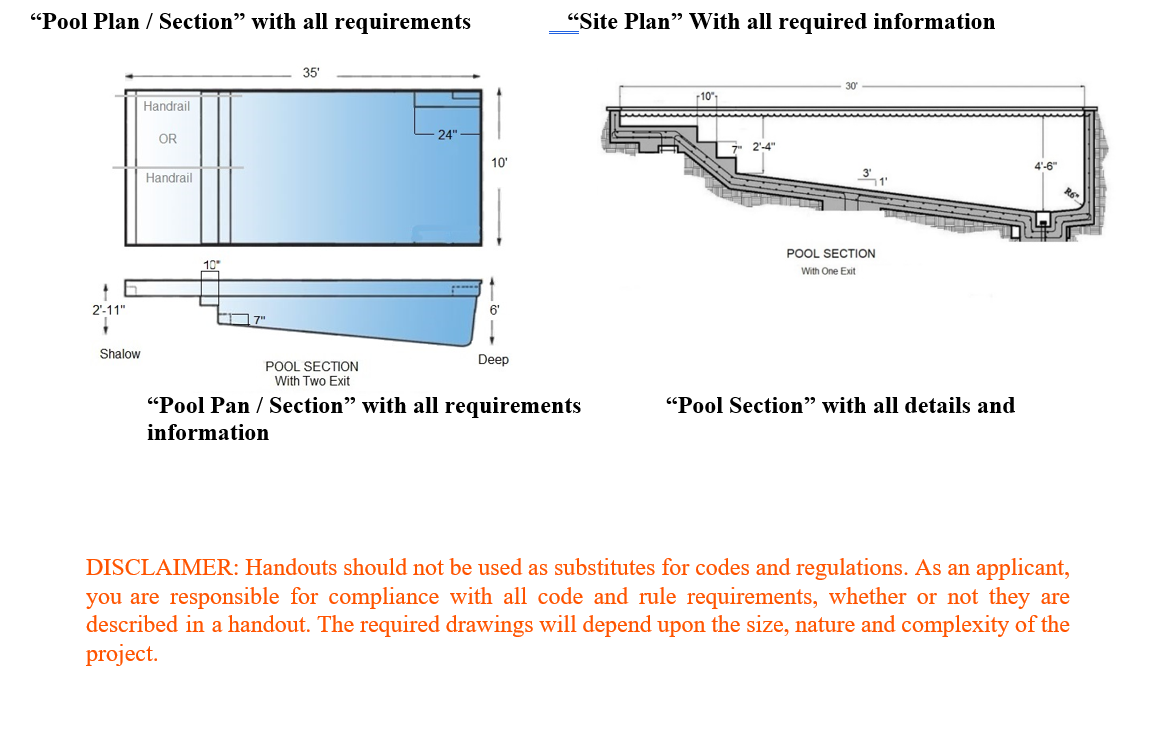 “Pool Plan / Section” with all requirements
__“Site Plan” With all required information
35'
Handrail
OR
Handrail
24"
10'
10"
2'-11"
7"
6'
Shalow
Deep
POOL SECTION
With Two Exit
30'
10"
7"
2'-4"
3'
1'
4'-6"
R6"
POOL SECTION
With One Exit
“Pool Pan / Section” with all requirements
information
“Pool Section” with all details and
DISCLAIMER: Handouts should not be used as substitutes for codes and regulations. As an applicant,
you are responsible for compliance with all code and rule requirements, whether or not they are
described in a handout. The required drawings will depend upon the size, nature and complexity of the
project.